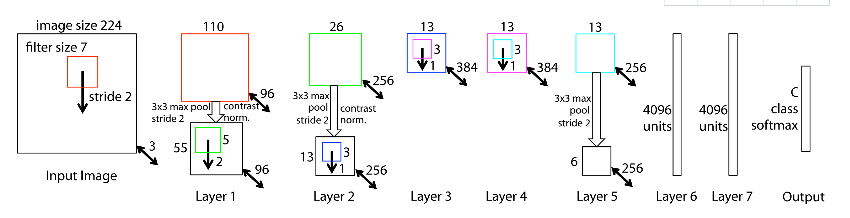 image size 224
filter size 7
stride 2
3
Input Image
110
96
3x3 max pool stride 2
contrast norm.
55
5
2
96
Layer 1
26
256
3x3 max pool stride 2
contrast norm.
13
3
1
256
Layer 2
13
3
1
384
Layer 3
13
3
1
384
Layer 4
13
256
3x3 max pool stride 2
6
256
Layer 5
4096 units
Layer 6
4096 units
Layer 7
C class softmax
Output